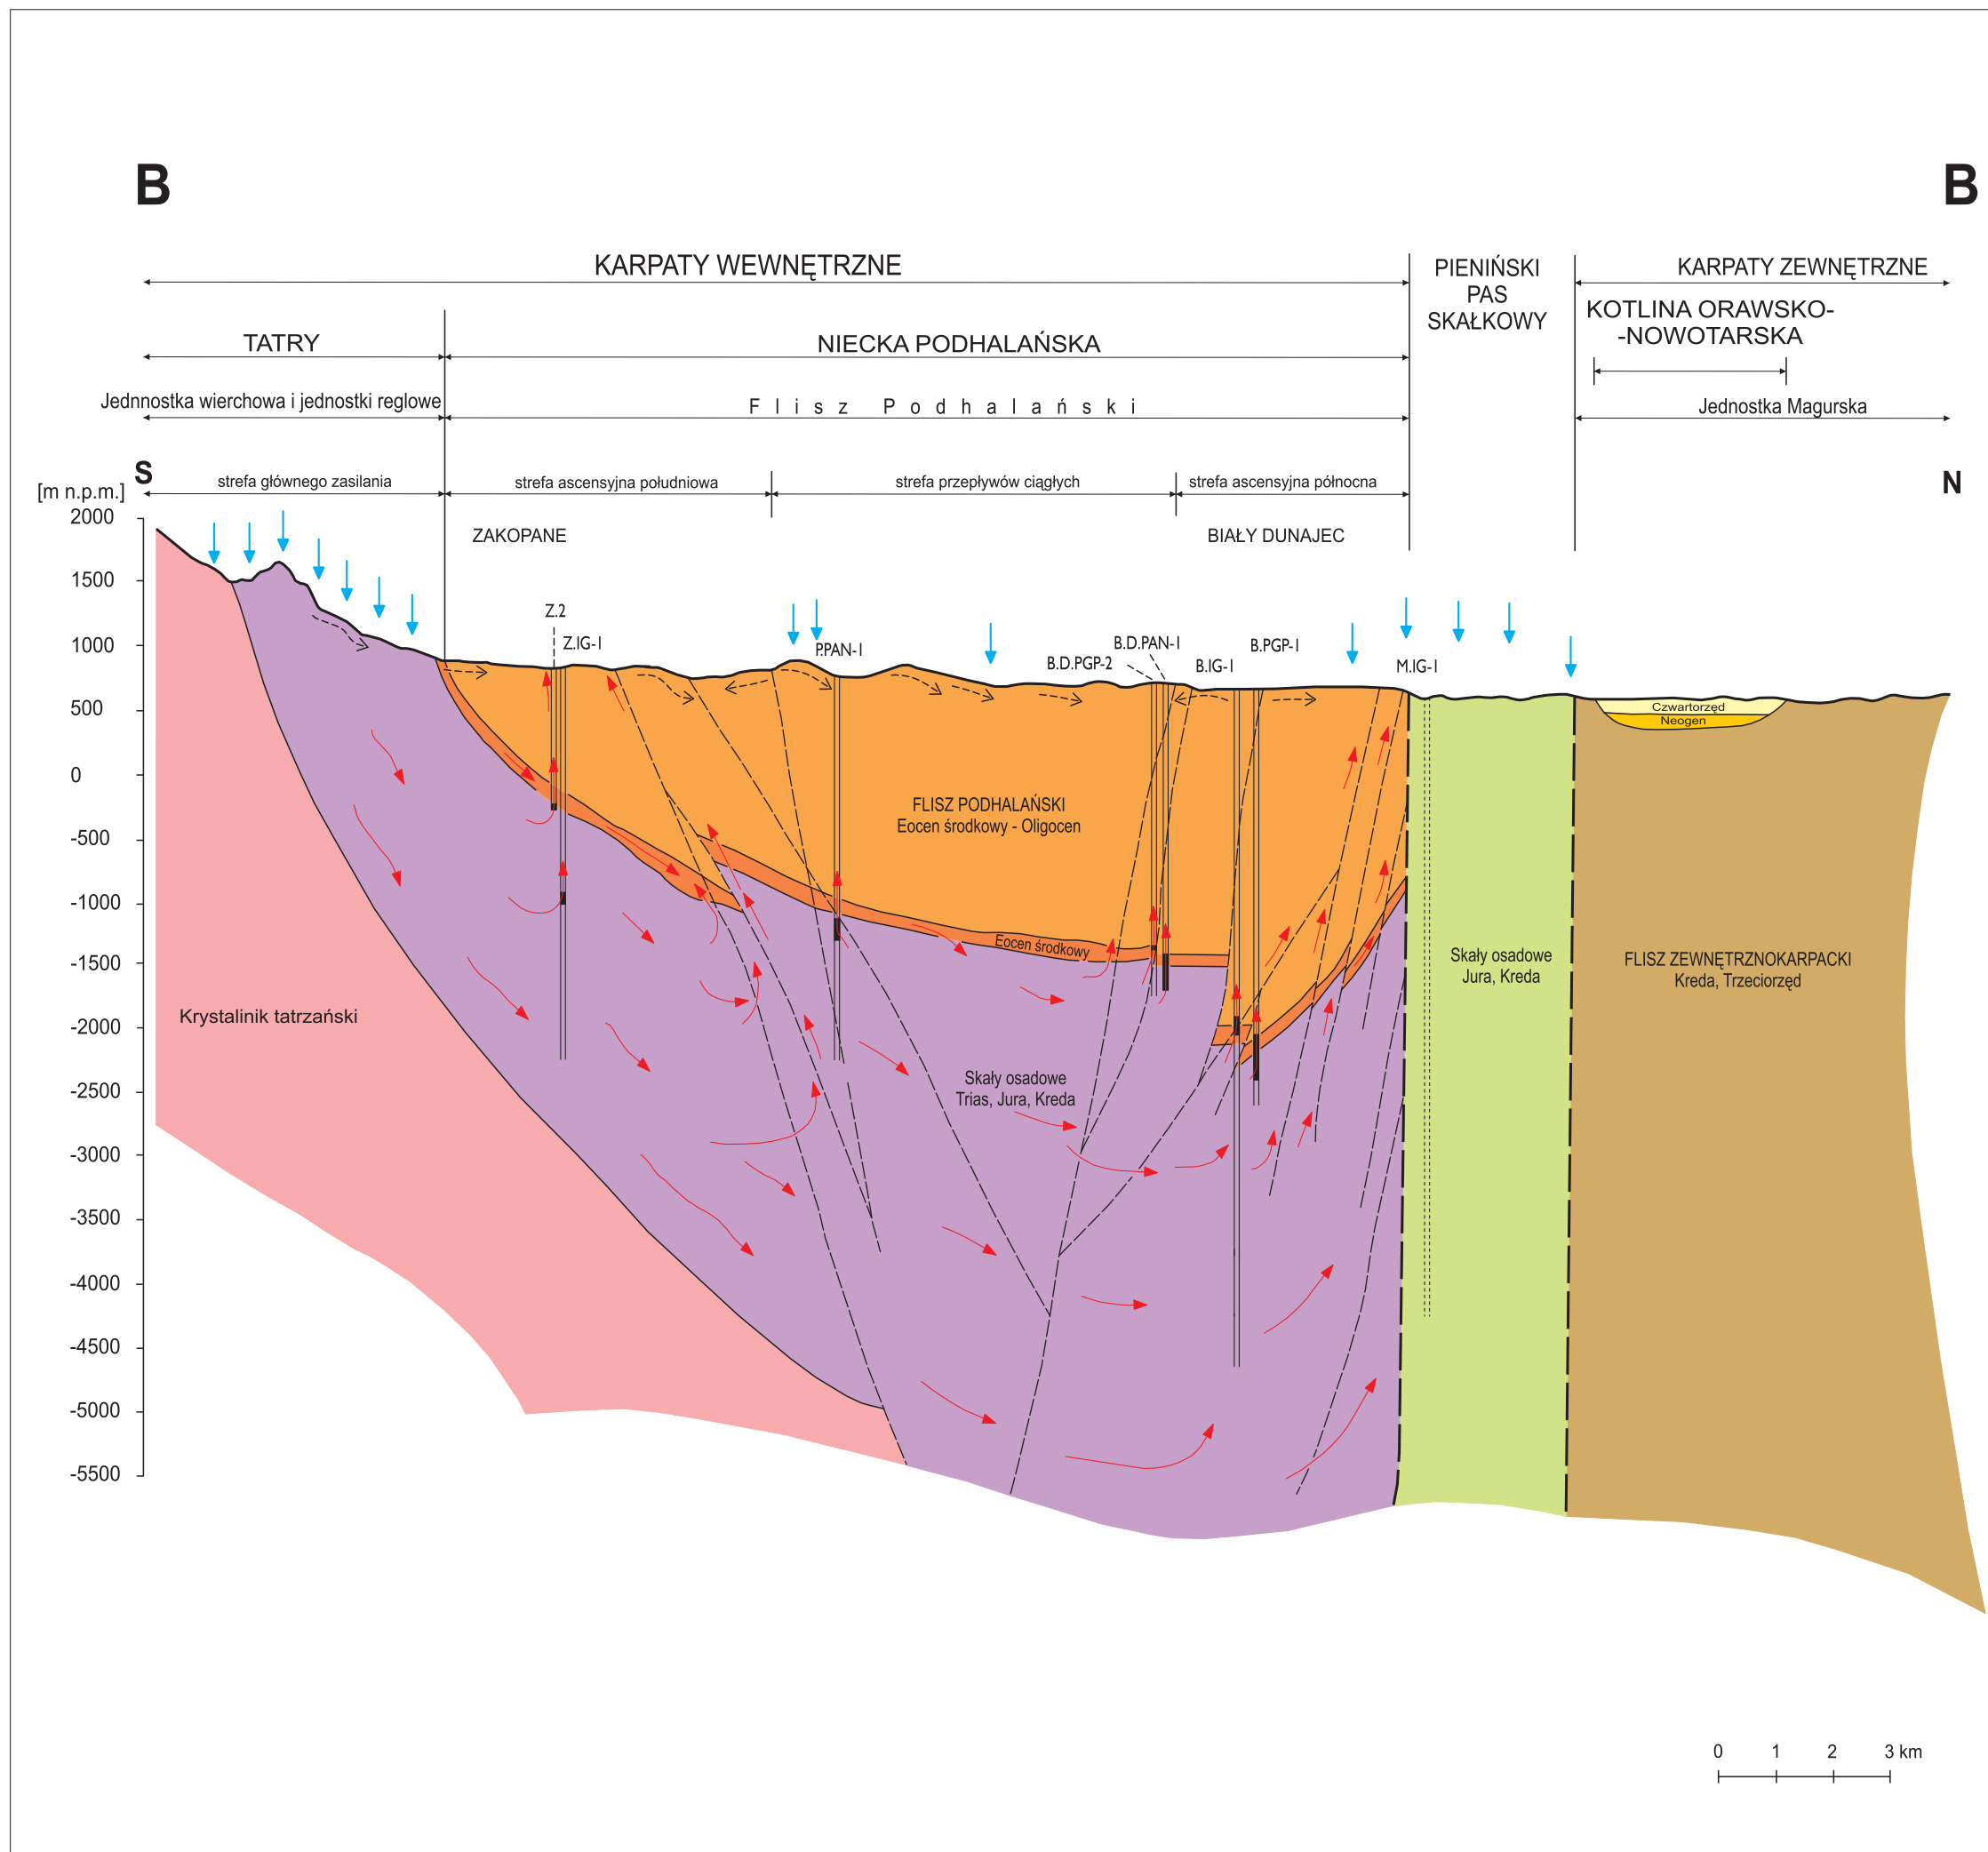 B
B
KARPATY WEWNĘTRZNE
PIENIŃSKI
PAS
SKAŁKOWY
KARPATY ZEWNĘTRZNE
KOTLINA ORAWSKO-
-NOWOTARSKA
TATRY
NIECKA PODHALAŃSKA
Jednnostka wierchowa i jednostki reglowe
Flisz Podhalański
Jednostka Magurska
S
N
[m n.p.m.]
strefa głównego zasilania
strefa ascensyjna południowa
strefa przepływów ciągłych
strefa ascensyjna północna
ZAKOPANE
BIAŁY DUNAJEC
2000
1500
1000
500
0
-500
-1000
-1500
-2000
-2500
-3000
-3500
-4000
-4500
-5000
-5500
Z.2
Z.IG-1
P.PAN-1
B.D.PGP-2
B.D.PAN-1
B.IG-1
B.PGP-1
M.IG-1
Czwartorzęd
Neogen
FLISZ PODHALAŃSKI
Eocen środkowy - Oligocen
Eocen środkowy
Skały osadowe
Jura, Kreda
FLISZ ZEWNĘTRZNOKARPACKI
Kreda, Trzeciorzęd
Krystalinik tatrzański
Skały osadowe
Trias, Jura, Kreda
0 1 2 3 km